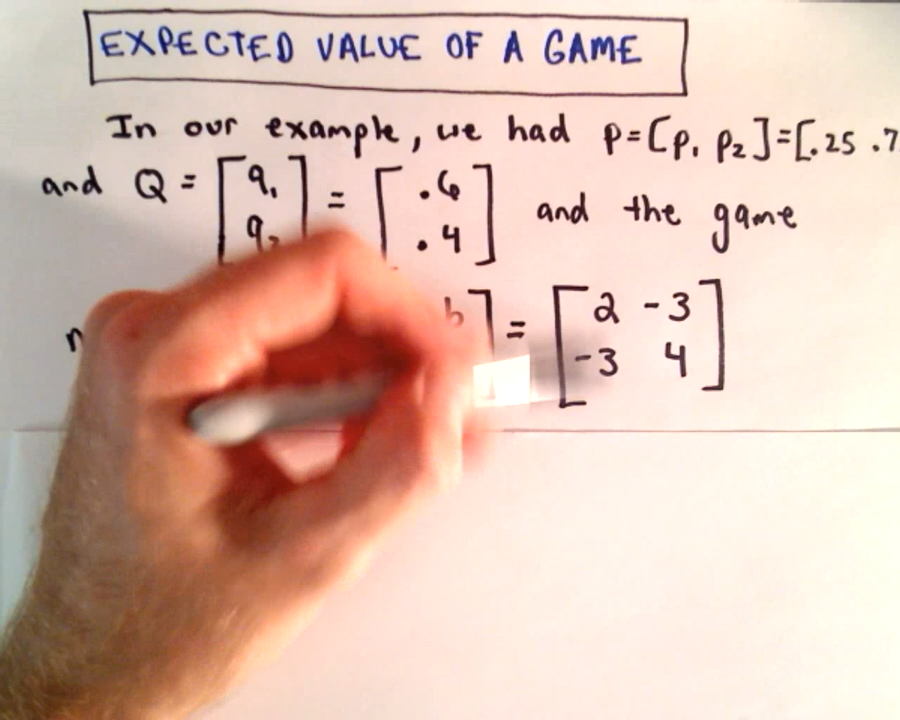 EXPECTED VALUE OF A GAME
In our example, we had P=[P₁ P₂]=[.25 .7
and Q = [q₁ = [.6 and the game
q₂] .4]
b] = [2 -3
-3 4]